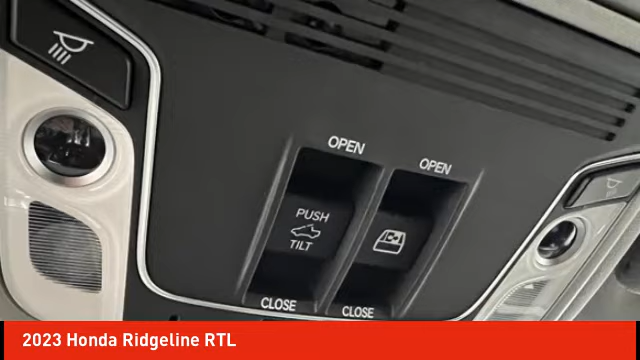 OPEN
OPEN
PUSH
TILT
CLOSE
CLOSE
2023 Honda Ridgeline RTL